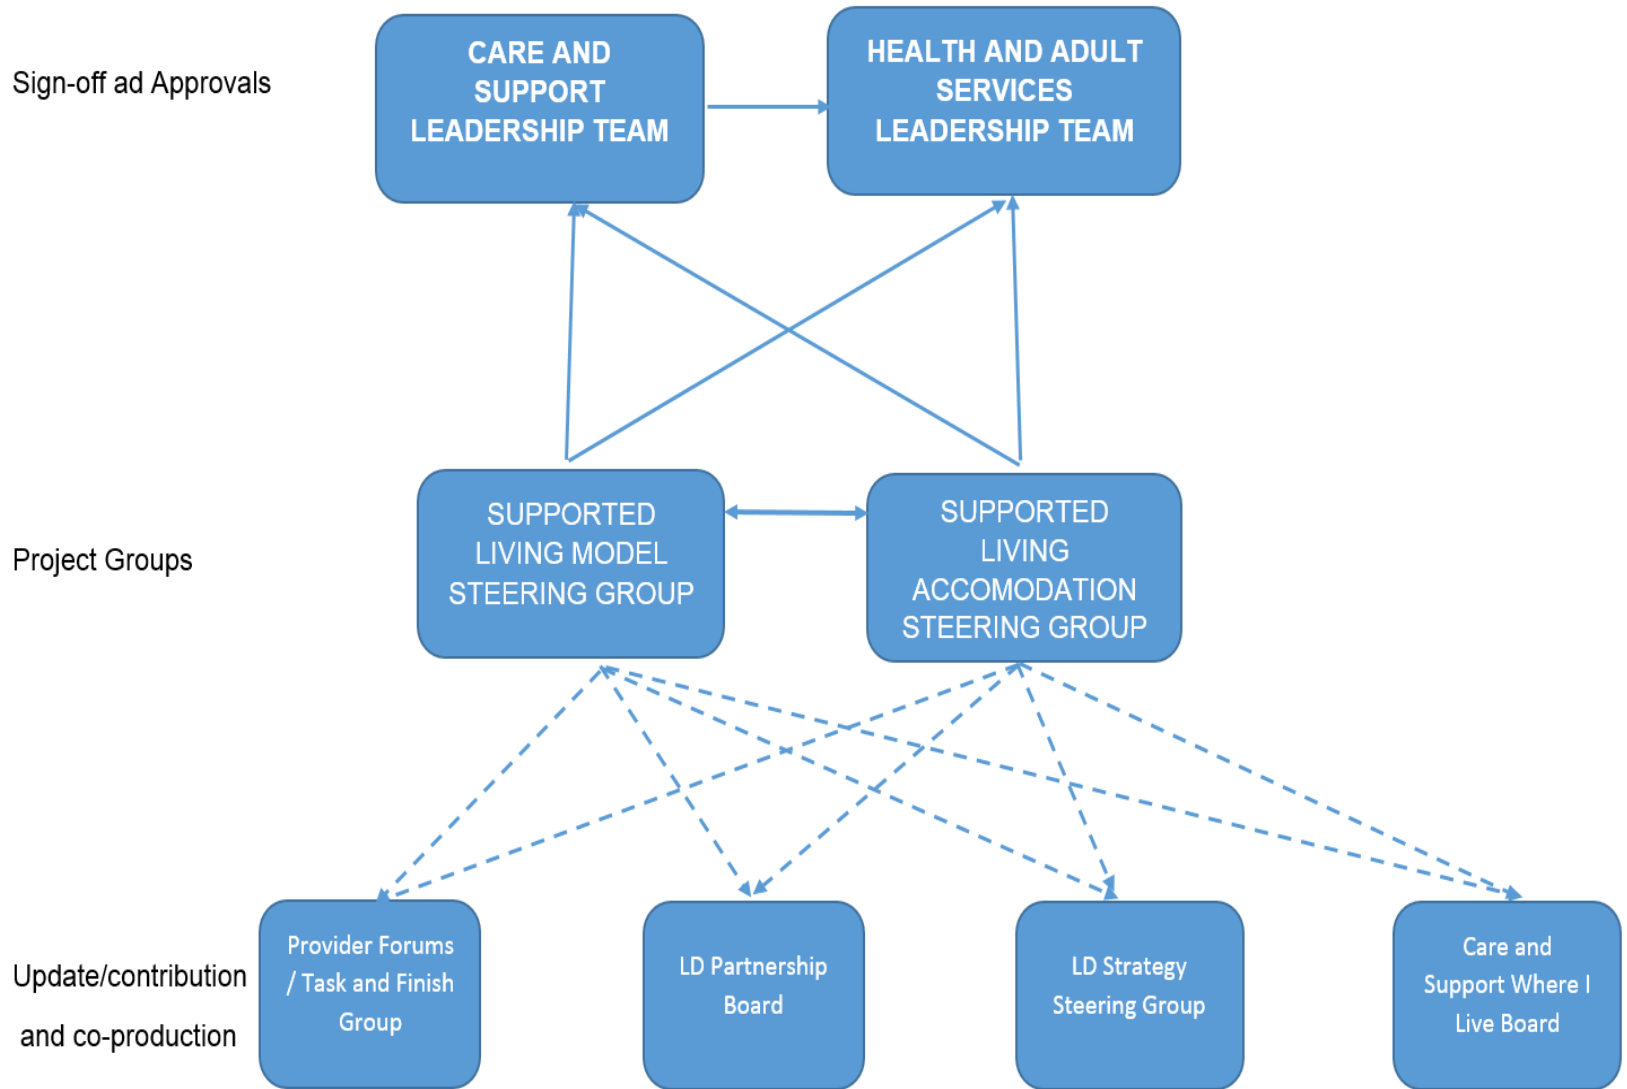 Sign-off ad Approvals
CARE AND
SUPPORT
LEADERSHIP TEAM
HEALTH AND ADULT
SERVICES
LEADERSHIP TEAM
Project Groups
SUPPORTED
LIVING MODEL
STEERING GROUP
SUPPORTED
LIVING
ACCOMODATION
STEERING GROUP
Update/contribution
and co-production
Provider Forums
/ Task and Finish
Group
LD Partnership
Board
LD Strategy
Steering Group
Care and
Support Where I
Live Board